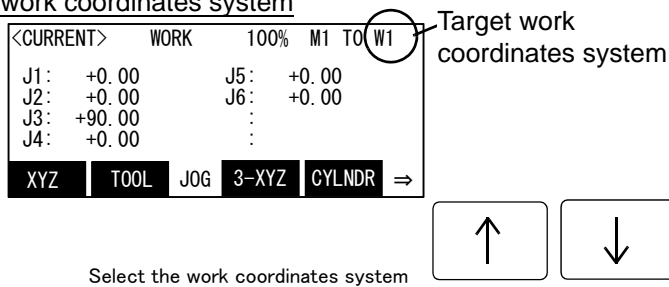 work coordinates system
<CURRENT> WORK 100% M1 T0 W1
Target work
coordinates system
J1: +0.00 J5: +0.00
J2: +0.00 J6: +0.00
J3: +90.00 :
J4: +0.00 :
XYZ TOOL JOG 3-XYZ CYLNDR ⇒
↑ ↓
Select the work coordinates system